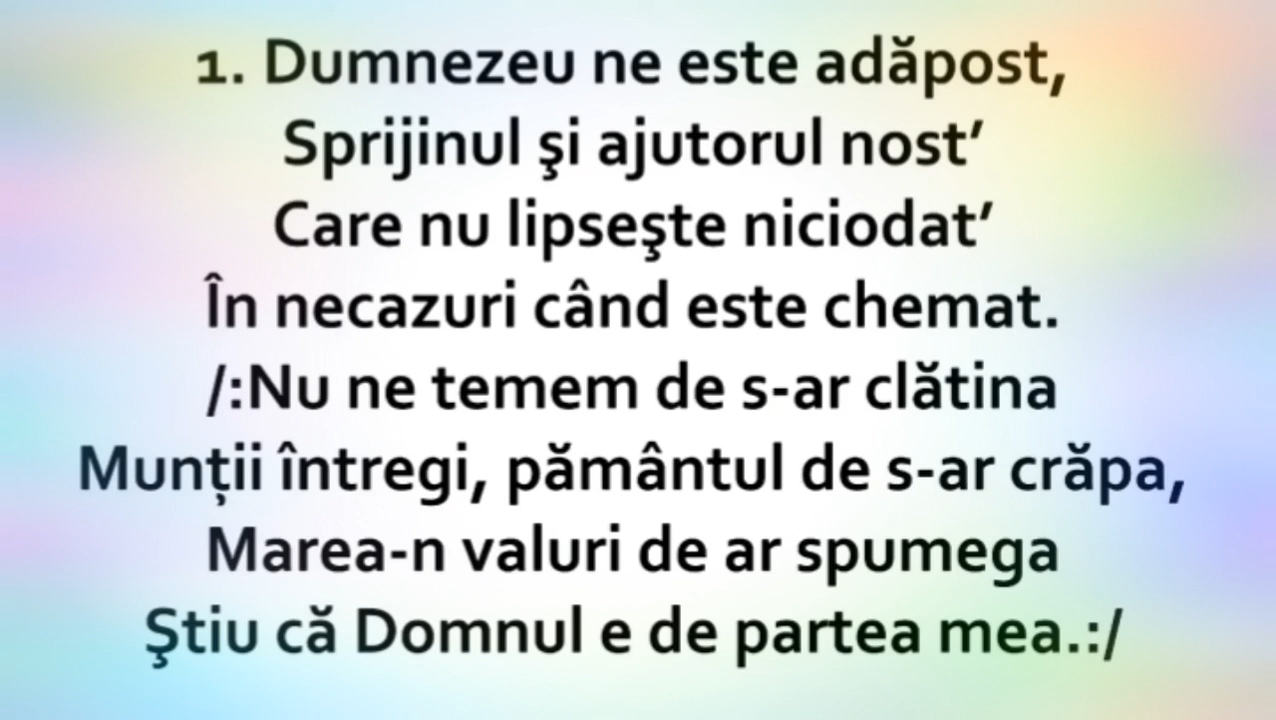 1. Dumnezeu ne este adăpost,
Sprijinul şi ajutorul nost’
Care nu lipseşte niciodat’
În necazuri când este chemat.
/:Nu ne temem de s-ar clătina
Munții întregi, pământul de s-ar crăpa,
Marea-n valuri de ar spumega
Ştiu că Domnul e de partea mea.:/